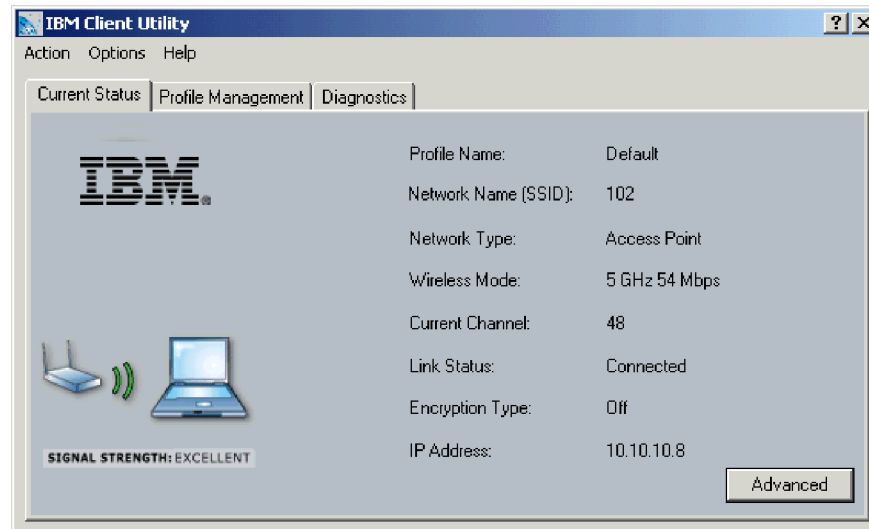 IBM Client Utility
Action Options Help
Current Status Profile Management Diagnostics
IBM®
Profile Name: Default
Network Name (SSID): 102
Network Type: Access Point
Wireless Mode: 5 GHz 54 Mbps
Current Channel: 48
Link Status: Connected
Encryption Type: Off
IP Address: 10.10.10.8
SIGNAL STRENGTH: EXCELLENT
Advanced